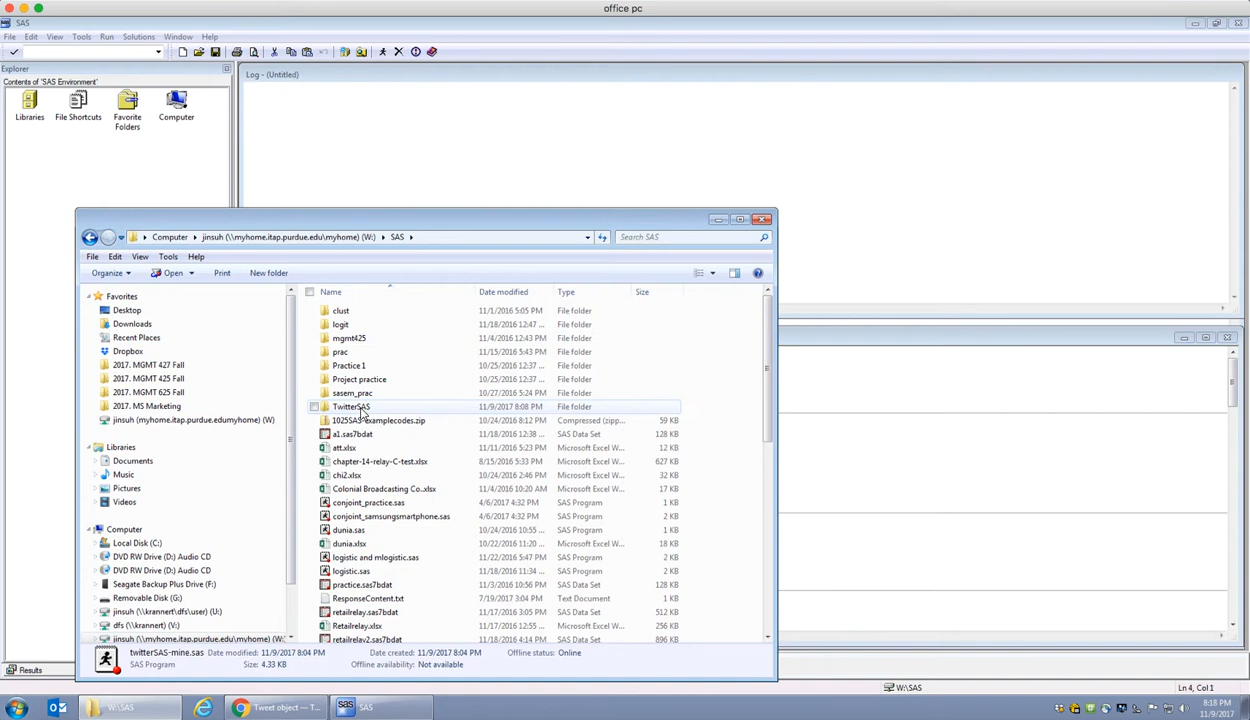 office pc
SAS
File Edit View Tools Run Solutions Window Help
Explorer
Contents of 'SAS Environment'
Libraries
File Shortcuts
Favorite Folders
Computer
Log - (Untitled)
Computer jinsuh (\\myhome.itap.purdue.edu\myhome) (W:) SAS
Search SAS
File Edit View Tools Help
Organize Open Print New folder
Favorites
Desktop
Downloads
Recent Places
Dropbox
2017. MGMT 427 Fall
2017. MGMT 425 Fall
2017. MGMT 625 Fall
2017. MS Marketing
jinsuh (myhome.itap.purdue.edumyhome) (W)
Libraries
Documents
Music
Pictures
Videos
Computer
Local Disk (C:)
DVD RW Drive (D:) Audio CD
DVD RW Drive (D:) Audio CD
Seagate Backup Plus Drive (F:)
Removable Disk (G:)
jinsuh (\\krannert\dfs\user) (U:)
dfs (\\krannert) (V:)
jinsuh (\\myhome.itap.purdue.edu\myhome) (W:
Name Date modified Type Size
clust 11/1/2016 5:05 PM File folder
logit 11/18/2016 12:47 ... File folder
mgmt425 11/4/2016 12:43 PM File folder
prac 11/15/2016 5:43 PM File folder
Practice 1 10/25/2016 12:37 ... File folder
Project practice 10/25/2016 12:37 ... File folder
sasem_prac 10/27/2016 5:24 PM File folder
TwitterSAS 11/9/2017 8:08 PM File folder
1025SAS examplecodes.zip 10/24/2016 8:12 PM Compressed (zipp... 59 KB
a1.sas7bdat 11/18/2016 12:38 ... SAS Data Set 128 KB
att.xlsx 11/11/2016 5:23 PM Microsoft Excel W... 12 KB
chapter-14-relay-C-test.xlsx 8/15/2016 5:33 PM Microsoft Excel W... 627 KB
chi2.xlsx 10/24/2016 2:46 PM Microsoft Excel W... 32 KB
Colonial Broadcasting Co..xlsx 11/4/2016 10:20 AM Microsoft Excel W... 17 KB
conjoint_practice.sas 4/6/2017 4:32 PM SAS Program 1 KB
conjoint_samsungsmartphone.sas 4/6/2017 4:32 PM SAS Program 2 KB
dunia.sas 10/24/2016 10:55 ... SAS Program 1 KB
dunia.xlsx 10/22/2016 11:20 ... Microsoft Excel W... 18 KB
logistic and mlogistic.sas 11/22/2016 5:47 PM SAS Program 2 KB
logistic.sas 11/18/2016 11:34 ... SAS Program 1 KB
practice.sas7bdat 11/3/2016 10:56 PM SAS Data Set 128 KB
ResponseContent.txt 7/19/2017 3:04 PM Text Document 1 KB
retailrelay.sas7bdat 11/17/2016 3:05 PM SAS Data Set 512 KB
Retailrelay.xlsx 11/17/2016 12:55 ... Microsoft Excel W... 256 KB
retailrelay2.sas7bdat 11/18/2016 4:14 PM SAS Data Set 896 KB
twitterSAS-mine.sas Date modified: 11/9/2017 8:04 PM Date created: 11/9/2017 8:04 PM Offline status: Online
SAS Program Size: 4.33 KB Offline availability: Not available
Results
W:\SAS
Ln 4, Col 1
W:\SAS
Tweet object — T...
SAS
8:18 PM
11/9/2017